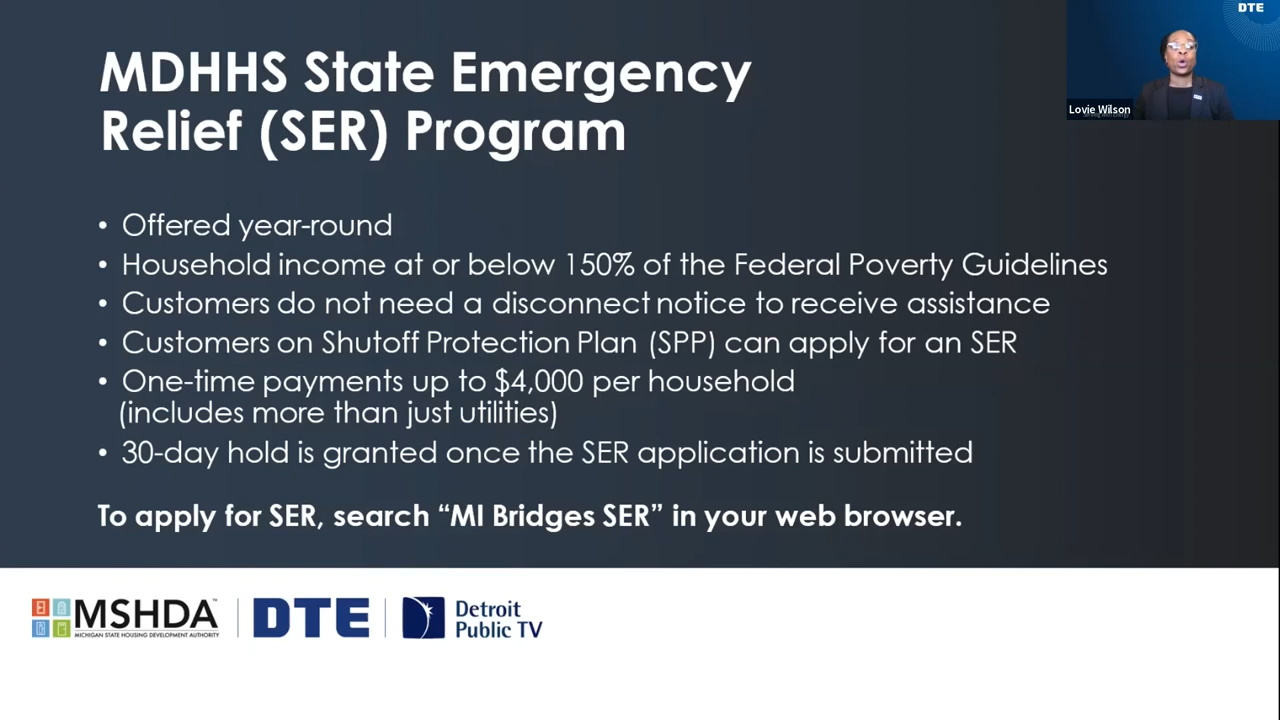 DTE
Lovie Wilson
MDHHS State Emergency
Relief (SER) Program
• Offered year-round
• Household income at or below 150% of the Federal Poverty Guidelines
• Customers do not need a disconnect notice to receive assistance
• Customers on Shutoff Protection Plan (SPP) can apply for an SER
• One-time payments up to $4,000 per household
(includes more than just utilities)
• 30-day hold is granted once the SER application is submitted
To apply for SER, search “MI Bridges SER” in your web browser.
MSHDA™
MICHIGAN STATE HOUSING DEVELOPMENT AUTHORITY
DTE
Detroit
Public TV